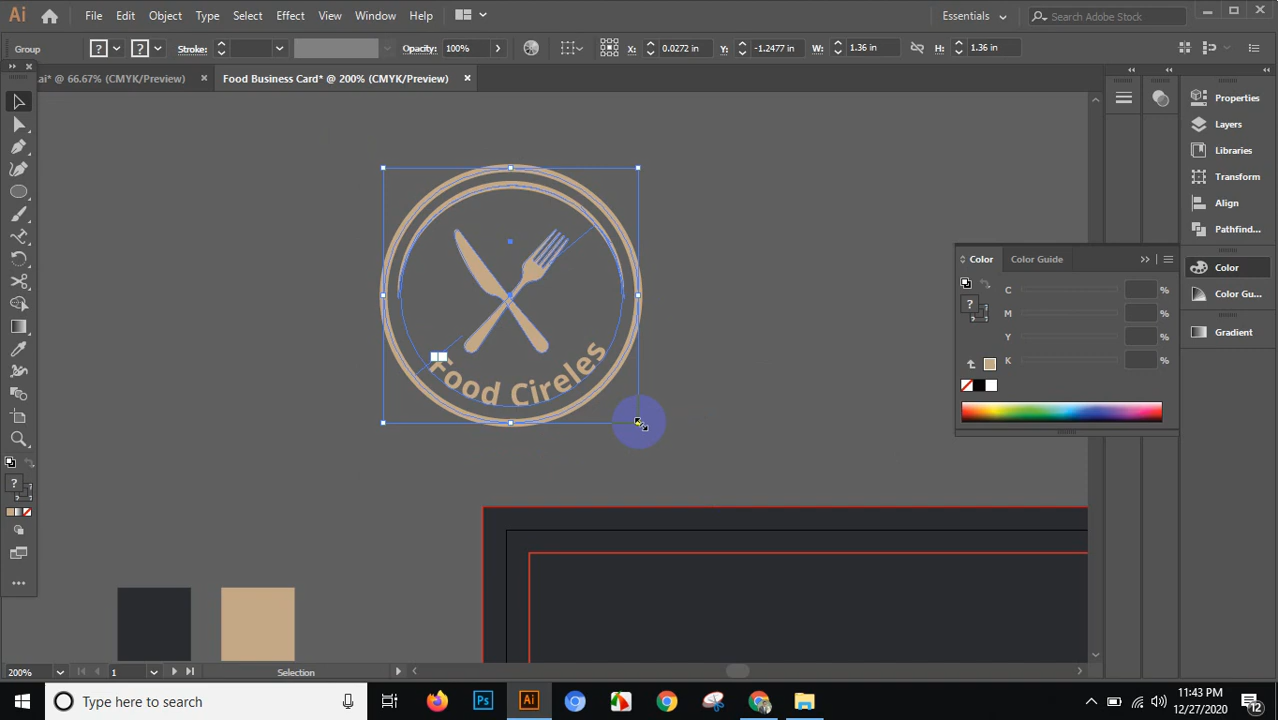 Ai File Edit Object Type Select Effect View Window Help Essentials Search Adobe Stock
Group ? ? Stroke: Opacity: 100% X: 0.0272 in Y: -1.2477 in W: 1.36 in H: 1.36 in
ai* @ 66.67% (CMYK/Preview) × Food Business Card* @ 200% (CMYK/Preview) ×
Properties
Layers
Libraries
Transform
Align
Pathfind...
Color
Color Gu...
Gradient
Color Color Guide
C %
M %
Y %
K %
?
Food Cireles
?
200% 1 Selection
Type here to search
Ps Ai
11:43 PM
12/27/2020
12